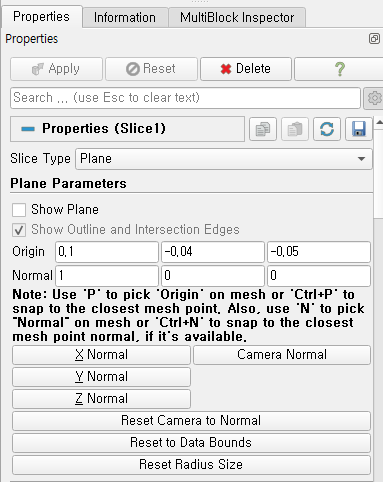 Properties Information MultiBlock Inspector
Properties
Apply Reset Delete ?
Search ... (use Esc to clear text)
Properties (Slice1)
Slice Type Plane
Plane Parameters
Show Plane
Show Outline and Intersection Edges
Origin 0.1 -0.04 -0.05
Normal 1 0 0
Note: Use 'P' to pick 'Origin' on mesh or 'Ctrl+P' to
snap to the closest mesh point. Also, use 'N' to pick
"Normal" on mesh or 'Ctrl+N' to snap to the closest
mesh point normal, if it's available.
X Normal Camera Normal
Y Normal
Z Normal
Reset Camera to Normal
Reset to Data Bounds
Reset Radius Size